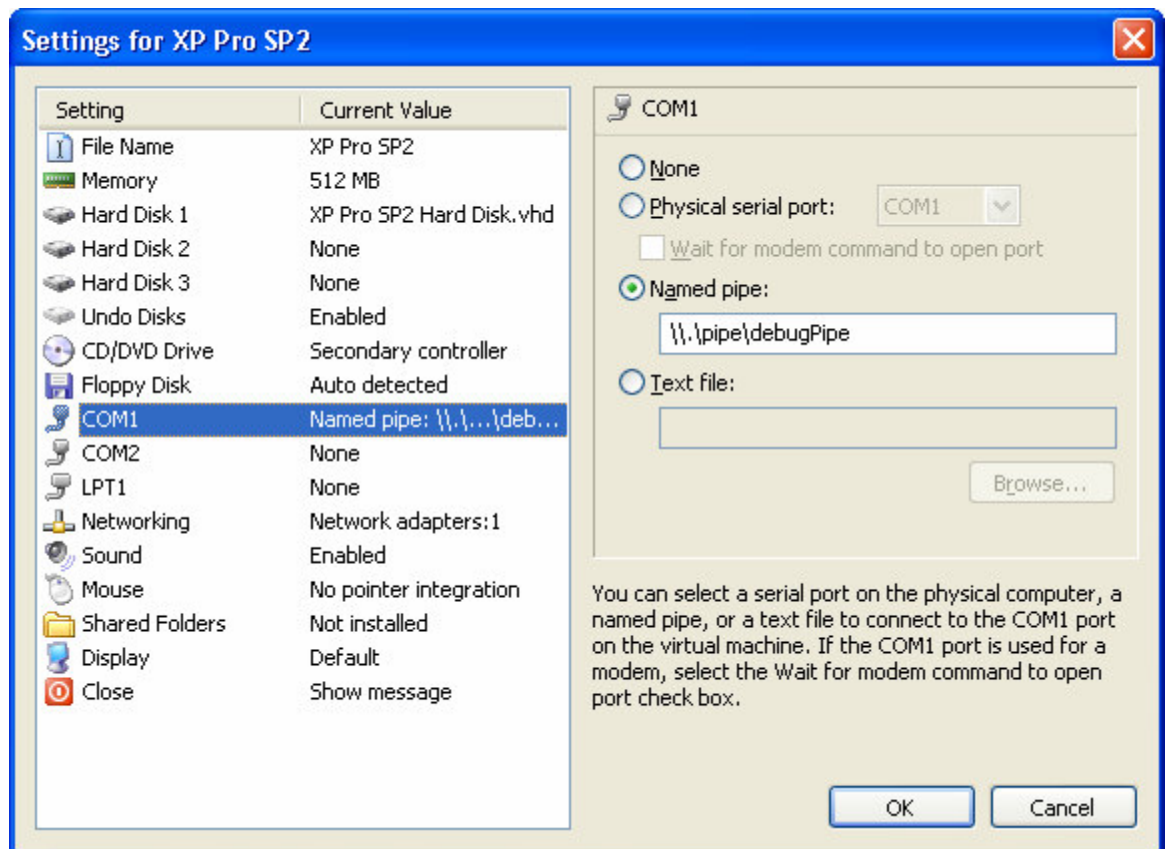 Settings for XP Pro SP2
Setting Current Value
File Name XP Pro SP2
Memory 512 MB
Hard Disk 1 XP Pro SP2 Hard Disk.vhd
Hard Disk 2 None
Hard Disk 3 None
Undo Disks Enabled
CD/DVD Drive Secondary controller
Floppy Disk Auto detected
COM1 Named pipe: \\.\...\deb...
COM2 None
LPT1 None
Networking Network adapters:1
Sound Enabled
Mouse No pointer integration
Shared Folders Not installed
Display Default
Close Show message
COM1
None
Physical serial port: COM1
Wait for modem command to open port
Named pipe:
\\.\pipe\debugPipe
Text file:
Browse...
You can select a serial port on the physical computer, a
named pipe, or a text file to connect to the COM1 port
on the virtual machine. If the COM1 port is used for a
modem, select the Wait for modem command to open
port check box.
OK Cancel